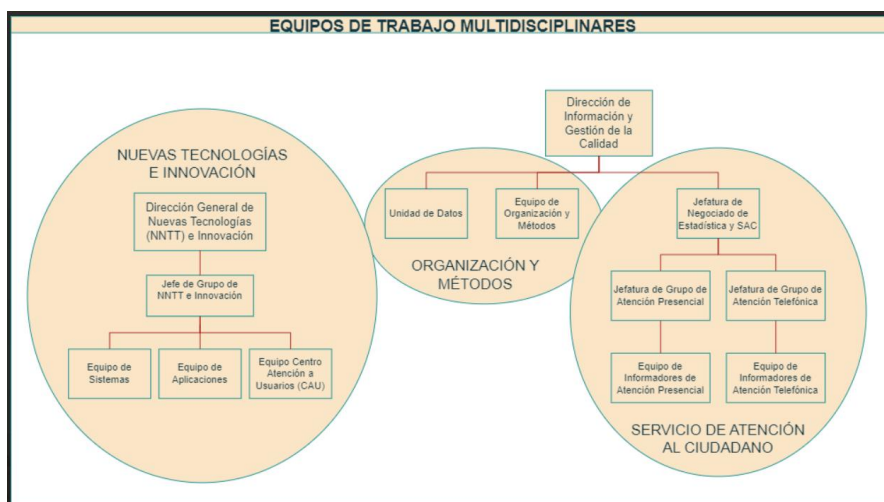 EQUIPOS DE TRABAJO MULTIDISCIPLINARES
Dirección de
Información y
Gestión de la
Calidad
NUEVAS TECNOLOGÍAS
E INNOVACIÓN
Dirección General de
Nuevas Tecnologías
(NNTT) e Innovación
Jefe de Grupo de
NNTT e Innovación
Equipo de
Sistemas
Equipo de
Aplicaciones
Equipo Centro
Atención a
Usuarios (CAU)
Unidad de Datos
Equipo de
Organización y
Métodos
ORGANIZACIÓN Y
MÉTODOS
Jefatura de
Negociado de
Estadística y SAC
Jefatura de Grupo de
Atención Presencial
Jefatura de Grupo de
Atención Telefónica
Equipo de
Informadores de
Atención Presencial
Equipo de
Informadores de
Atención Telefónica
SERVICIO DE ATENCIÓN
AL CIUDADANO